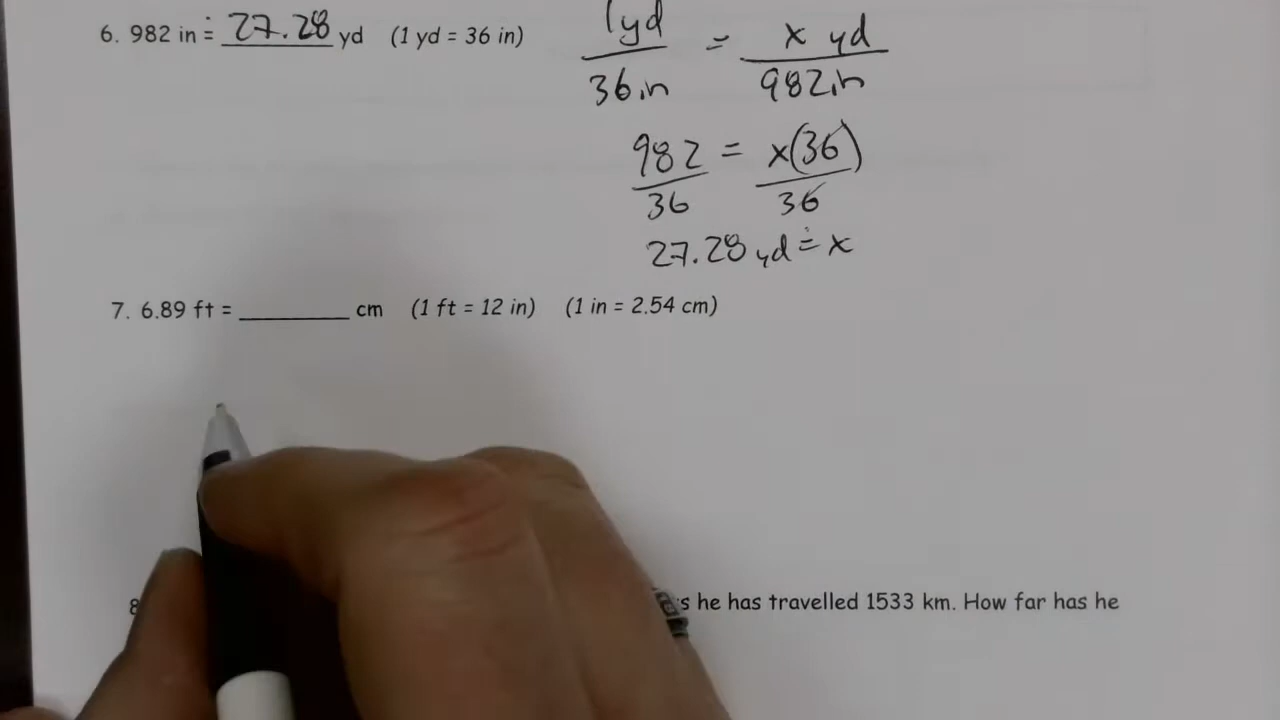 6. 982 in ≐ 27.28 yd (1 yd = 36 in)
1yd = x yd
36in 982in
982 = x(36)
36 36
27.28 yd ≐ x
7. 6.89 ft = ________ cm (1 ft = 12 in) (1 in = 2.54 cm)
8 he has travelled 1533 km. How far has he